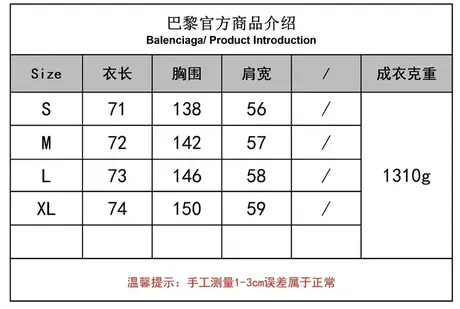 巴黎官方商品介绍
Balenciaga/ Product Introduction
Size 衣长 胸围 肩宽 / 成衣克重
S 71 138 56 /
M 72 142 57 /
L 73 146 58 / 1310g
XL 74 150 59 /
温馨提示：手工测量1-3cm误差属于正常